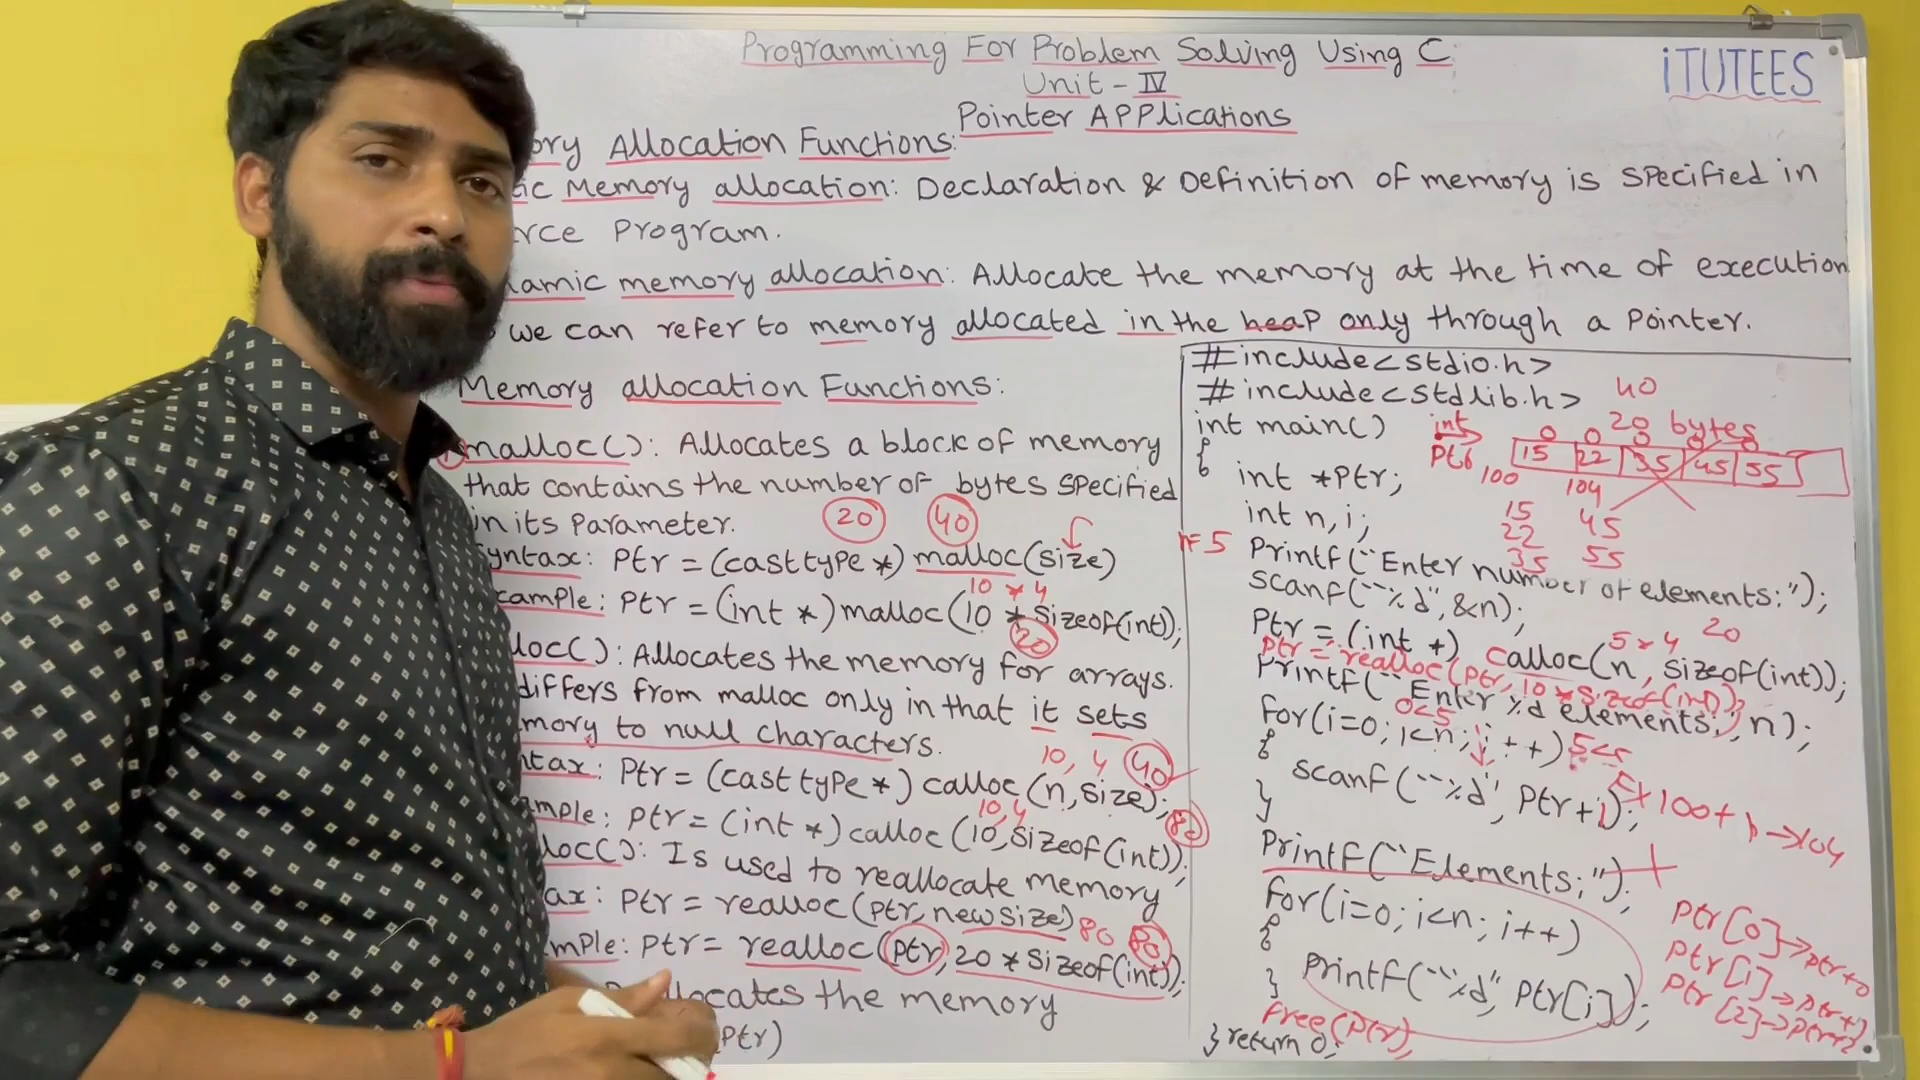 Programming For Problem Solving Using C
iTUTEES
Unit - IV
Pointer Applications
ory Allocation Functions:
ic Memory allocation: Declaration & Definition of memory is specified in
rce Program.
amic memory allocation: Allocate the memory at the time of execution
we can refer to memory allocated in the heap only through a pointer.
Memory allocation Functions:
malloc(): Allocates a block of memory
that contains the number of bytes specified
in its parameter.
20 40
syntax: Ptr = (cast type *) malloc(size)
10 * 4
ample: Ptr = (int *) malloc(10 * sizeof(int));
20
lloc(): Allocates the memory for arrays.
differs from malloc only in that it sets
mory to null characters.
10, 4 40
ntax: Ptr = (cast type *) calloc(n, size);
10, 4 80
mple: Ptr = (int *) calloc(10, sizeof(int));
loc(): Is used to reallocate memory
ax: Ptr = realloc(ptr, new size) 80 80
mple: Ptr = realloc(ptr, 20 * sizeof(int));
locates the memory
(Ptr)
#include<stdio.h>
#include<stdlib.h>
40
int main()
20 bytes
{
int
0 0 0 0 0
15 22 35 45 55
100 104
int *Ptr;
int n, i;
15 45
22 55
35
n=5
Printf("Enter number of elements:");
scanf("%d", &n);
5 * 4 20
Ptr = (int *) calloc(n, sizeof(int));
Ptr = realloc(ptr, 10 * sizeof(int));
Printf("Enter %d elements:", n);
0<5
for(i=0; i<n; i++) 5<5
{
scanf("%d", Ptr+i);
100+1→104
}
Printf("Elements:");
for(i=0; i<n; i++)
{
Printf("%d", Ptr[i]);
}
Ptr[0]→ptr+0
Ptr[1]→ptr+1
Ptr[2]→ptr+2
free(ptr);
} return 0;